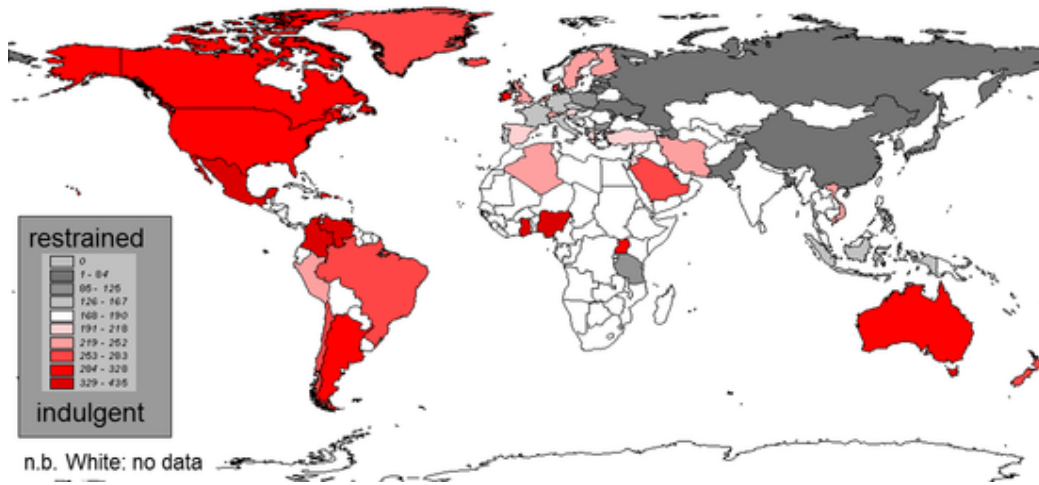 restrained
0
1 - 84
85 - 125
126 - 167
168 - 190
191 - 218
219 - 252
253 - 283
284 - 328
329 - 435
indulgent
n.b. White: no data